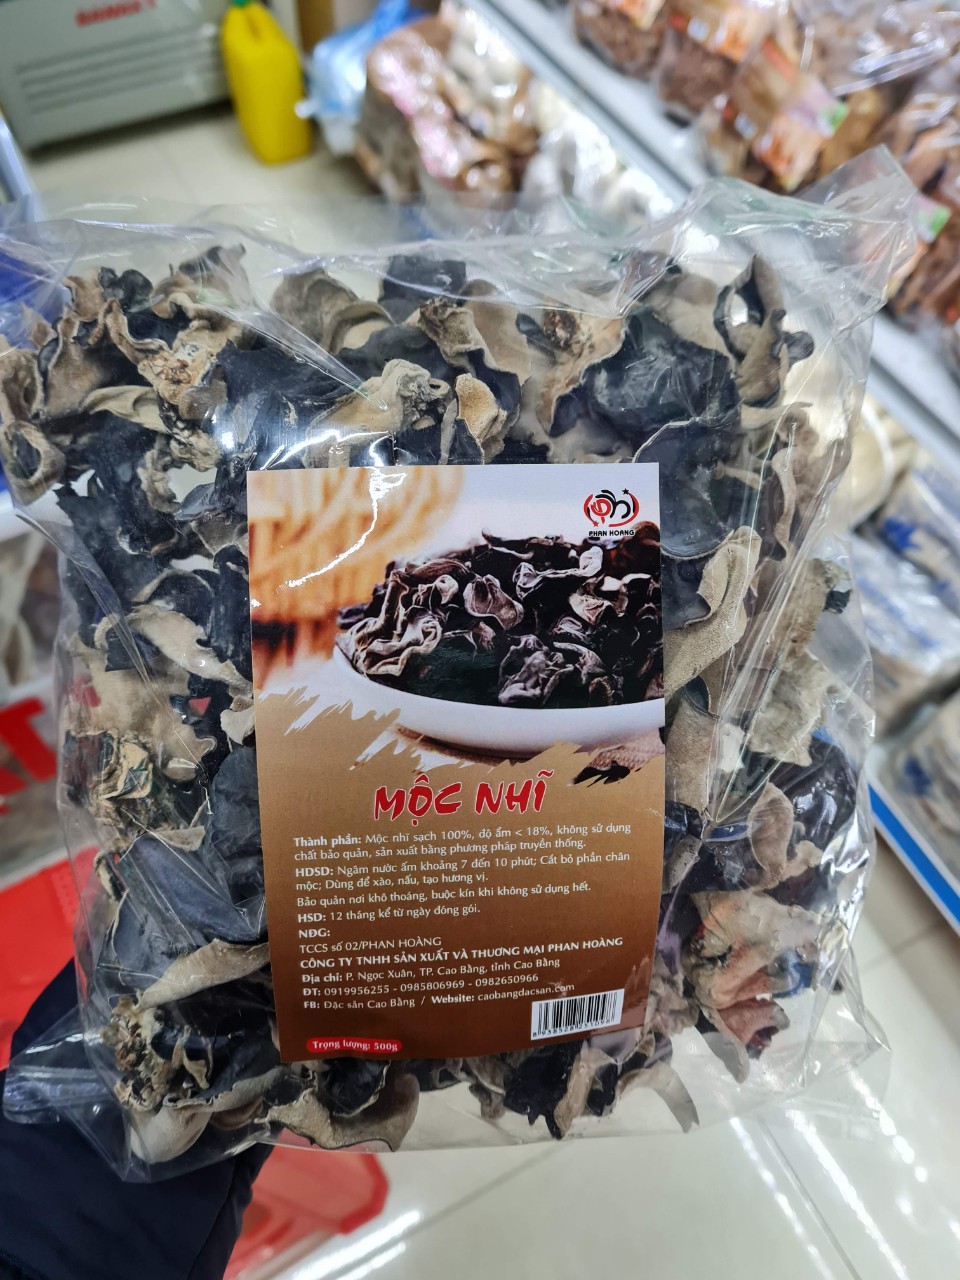 PHAN HOANG
MỘC NHĨ
Thành phần: Mộc nhĩ sạch 100%, độ ẩm < 18%, không sử dụng
chất bảo quản, sản xuất bằng phương pháp truyền thống.
HDSD: Ngâm nước ấm khoảng 7 đến 10 phút; Cắt bỏ phần chân
mộc; Dùng để xào, nấu, tạo hương vị.
Bảo quản nơi khô thoáng, buộc kín khi không sử dụng hết.
HSD: 12 tháng kể từ ngày đóng gói.
NĐG:
TCCS số 02/PHAN HOÀNG
CÔNG TY TNHH SẢN XUẤT VÀ THƯƠNG MẠI PHAN HOÀNG
Địa chỉ: P. Ngọc Xuân, TP. Cao Bằng, tỉnh Cao Bằng
ĐT: 0919956255 - 0985806969 - 0982650966
FB: Đặc sản Cao Bằng / Website: caobangdacsan.com
Trọng lượng: 500g